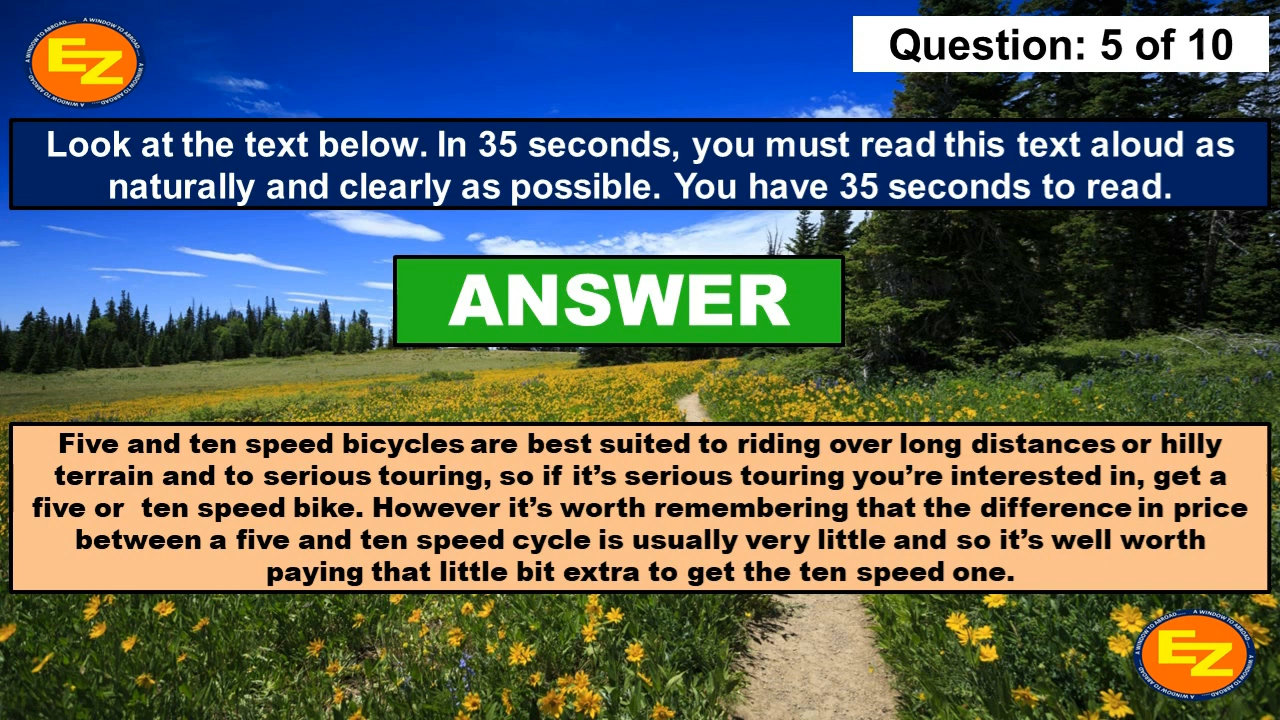 EZ
A WINDOW TO ABROAD
Question: 5 of 10
Look at the text below. In 35 seconds, you must read this text aloud as
naturally and clearly as possible. You have 35 seconds to read.
ANSWER
Five and ten speed bicycles are best suited to riding over long distances or hilly
terrain and to serious touring, so if it’s serious touring you’re interested in, get a
five or  ten speed bike. However it’s worth remembering that the difference in price
between a five and ten speed cycle is usually very little and so it’s well worth
paying that little bit extra to get the ten speed one.
EZ
A WINDOW TO ABROAD